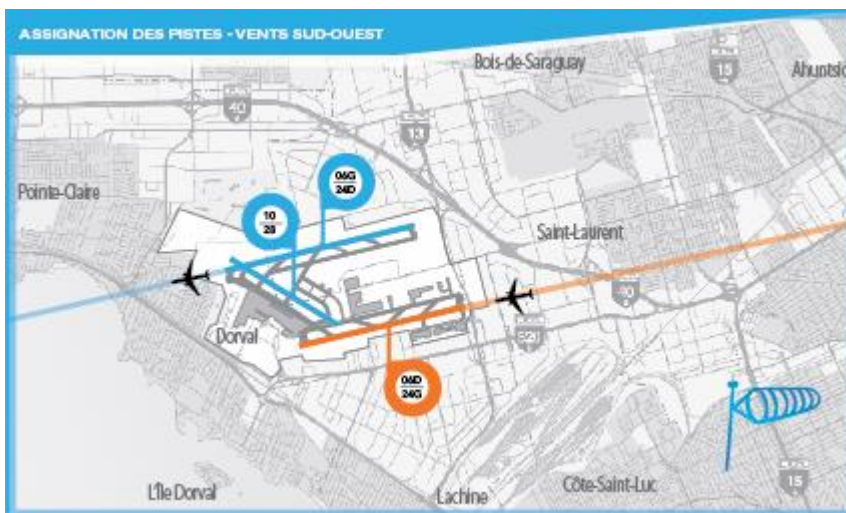 ASSIGNATION DES PISTES - VENTS SUD-OUEST
Bois-de-Saraguay
15
Ahuntsic
40
13
Pointe-Claire
06G
24D
10
28
Saint-Laurent
520
Dorval
06D
24G
L'Île Dorval
Lachine
Côte-Saint-Luc
15